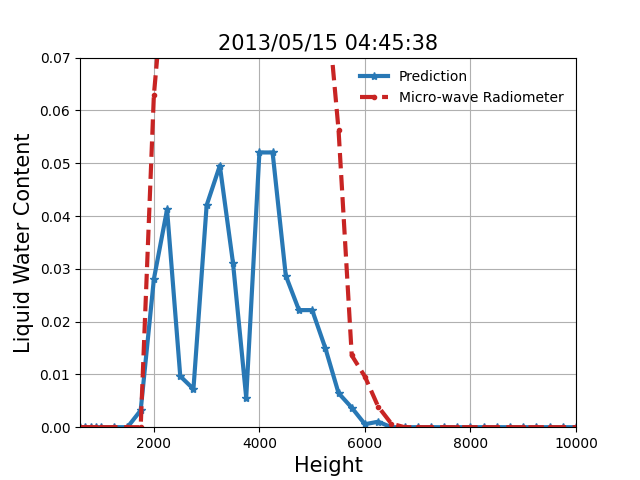 2013/05/15 04:45:38
0.07
0.06
0.05
0.04
0.03
0.02
0.01
0.00
Liquid Water Content
Prediction
Micro-wave Radiometer
2000 4000 6000 8000 10000
Height